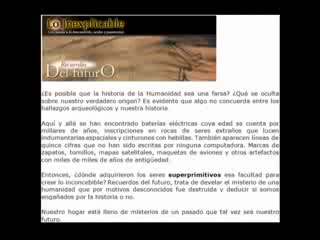 Lo Inexplicable
Recuerdos
Del futurO
¿Es posible que la historia de la Humanidad sea una farsa? ¿Qué se oculta
sobre nuestro verdadero origen? Es evidente que algo no concuerda entre los
hallazgos arqueológicos y nuestra historia
Aquí y allá se han encontrado baterías eléctricas cuya edad se cuenta por
millares de años, inscripciones en rocas de seres extraños que lucen
indumentarias espaciales y cinturones con hebillas. También aparecen líneas de
quince cifras que no han sido escritas por ninguna computadora. Marcas de
zapatos, tornillos, mapas satelitales, maquetas de aviones y otros artefactos
con miles de miles de años de antigüedad.
Entonces, ¿dónde adquirieron los seres superprimitivos esa facultad para
crear lo inconcebible? Recuerdos del futuro, trata de develar el misterio de una
humanidad que por motivos desconocidos fue destruida y deducir si somos
engañados por la historia o no.
Nuestro hogar está lleno de misterios de un pasado que tal vez sea nuestro
futuro.